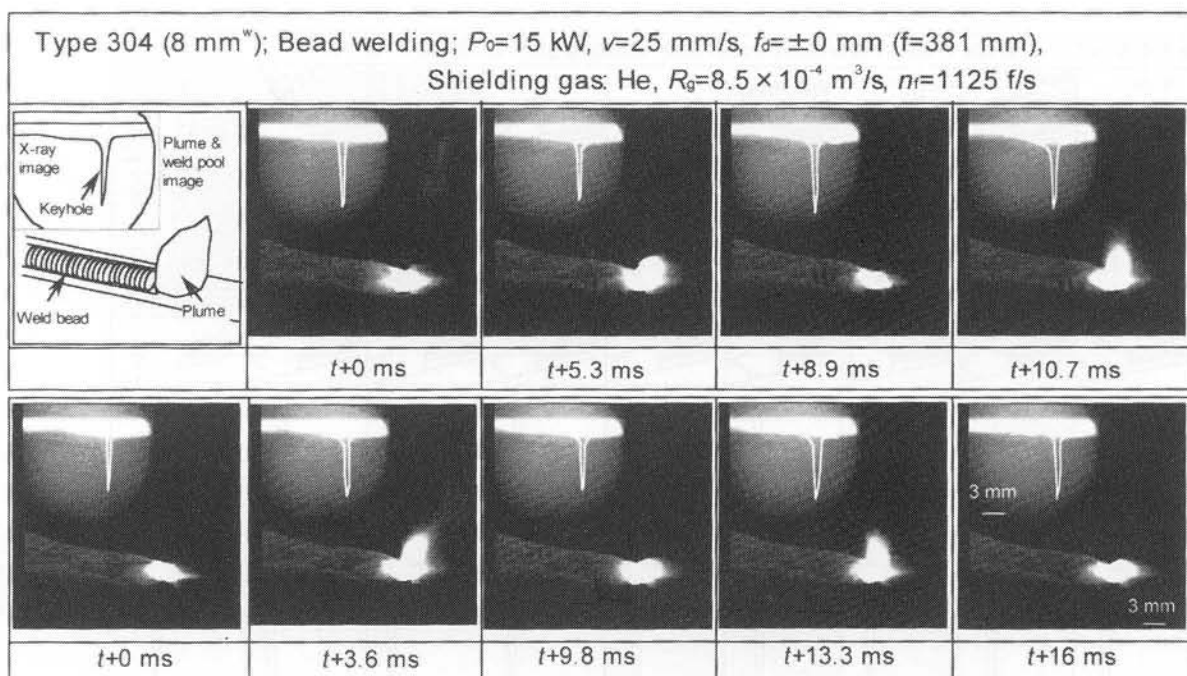 Type 304 (8 mmʷ); Bead welding; P₀=15 kW, v=25 mm/s, f_d=±0 mm (f=381 mm),
Shielding gas: He, R_g=8.5×10⁻⁴ m³/s, n_f=1125 f/s
X-ray
image
Plume &
weld pool
image
Keyhole
Weld bead
Plume
t+0 ms
t+5.3 ms
t+8.9 ms
t+10.7 ms
3 mm
3 mm
t+0 ms
t+3.6 ms
t+9.8 ms
t+13.3 ms
t+16 ms